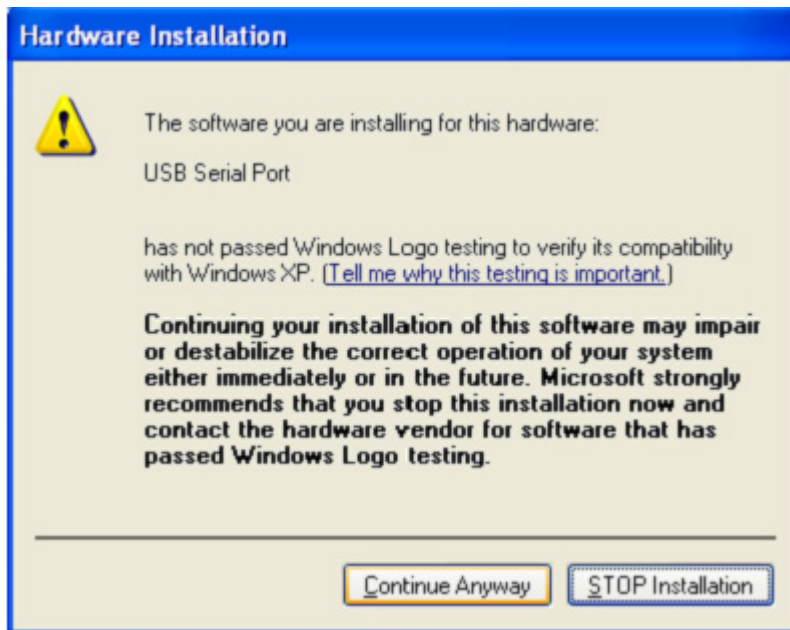 Hardware Installation
The software you are installing for this hardware:
USB Serial Port
has not passed Windows Logo testing to verify its compatibility
with Windows XP. (Tell me why this testing is important.)
Continuing your installation of this software may impair
or destabilize the correct operation of your system
either immediately or in the future. Microsoft strongly
recommends that you stop this installation now and
contact the hardware vendor for software that has
passed Windows Logo testing.
Continue Anyway
STOP Installation